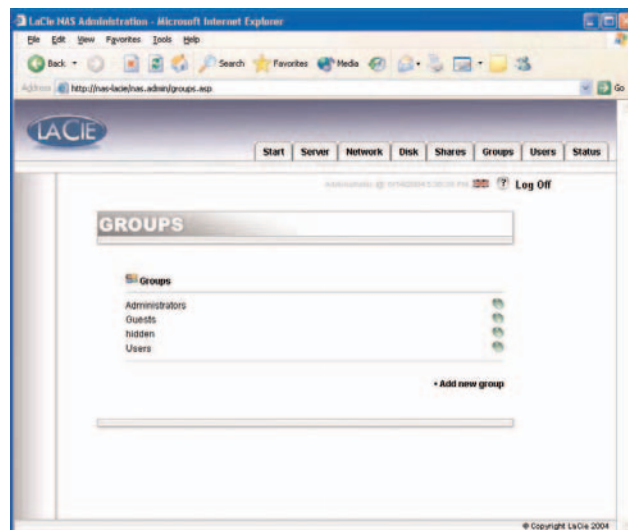 LaCie NAS Administration - Microsoft Internet Explorer
File Edit View Favorites Tools Help
Back Search Favorites Media
Address http://nas-lacie/nas.admin/groups.asp Go
LACIE
Start Server Network Disk Shares Groups Users Status
? Log Off
GROUPS
Groups
Administrators
Guests
hidden
Users
• Add new group
© Copyright LaCie 2004